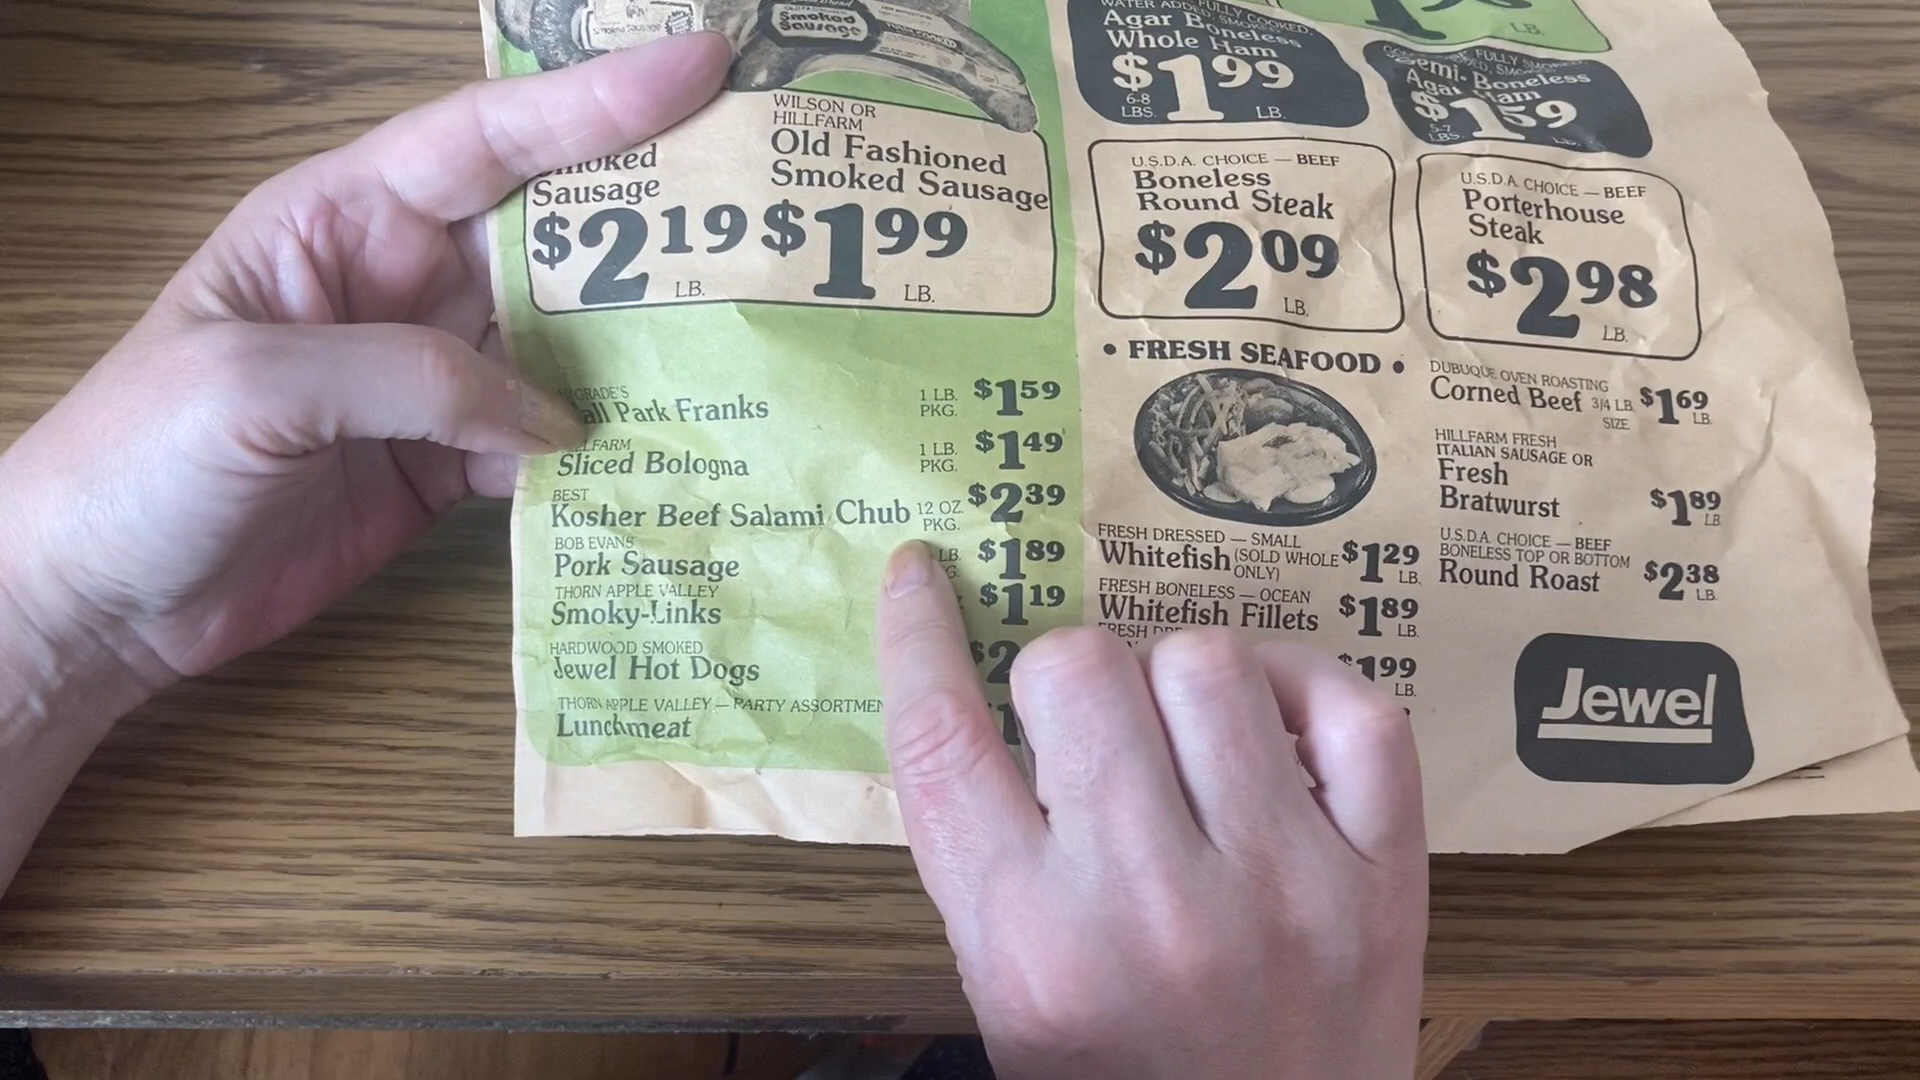 Smoked
Sausage
FULLY COOKED
WATER ADDED, SMOKED, FULLY COOKED,
Agar Boneless
Whole Ham
$1 99
6-8
LBS.
LB.
LB.
FULLY SMOKED
Semi-Boneless
Agar Ham
$1 59
5-7
LBS.
Smoked
Sausage
$2 19
LB.
WILSON OR
HILLFARM
Old Fashioned
Smoked Sausage
$1 99
LB.
U.S.D.A. CHOICE — BEEF
Boneless
Round Steak
$2 09
LB.
U.S.D.A. CHOICE — BEEF
Porterhouse
Steak
$2 98
LB.
Park Franks 1 LB. PKG. $1 59
Sliced Bologna 1 LB. PKG. $1 49
BEST
Kosher Beef Salami Chub 12 OZ. PKG. $2 39
BOB EVANS
Pork Sausage LB. $1 89
THORN APPLE VALLEY
Smoky-Links $1 19
HARDWOOD SMOKED
Jewel Hot Dogs $2
THORN APPLE VALLEY — PARTY ASSORTMEN
Lunchmeat
• FRESH SEAFOOD •
FRESH DRESSED — SMALL
Whitefish (SOLD WHOLE ONLY) $1 29 LB.
FRESH BONELESS — OCEAN
Whitefish Fillets $1 89 LB.
FRESH
$1 99
LB.
DUBUQUE OVEN ROASTING
Corned Beef 3/4 LB. SIZE $1 69 LB.
HILLFARM FRESH
ITALIAN SAUSAGE OR
Fresh
Bratwurst $1 89 LB.
U.S.D.A. CHOICE — BEEF
BONELESS TOP OR BOTTOM
Round Roast $2 38 LB.
Jewel